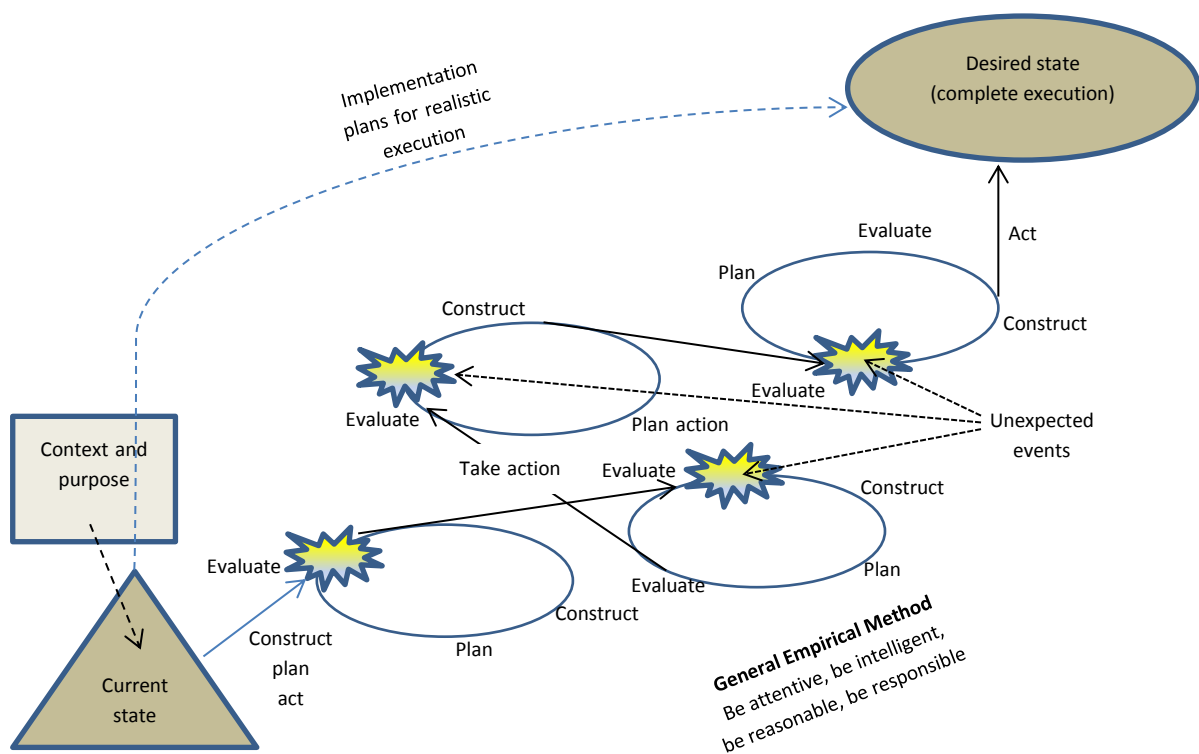 Implementation
plans for realistic
execution
Desired state
(complete execution)
Evaluate
Act
Plan
Construct
Construct
Evaluate
Evaluate
Plan action
Unexpected
events
Context and
purpose
Take action
Evaluate
Construct
Evaluate
Plan
Evaluate
Construct
Plan
Construct
plan
act
Current
state
General Empirical Method
Be attentive, be intelligent,
be reasonable, be responsible